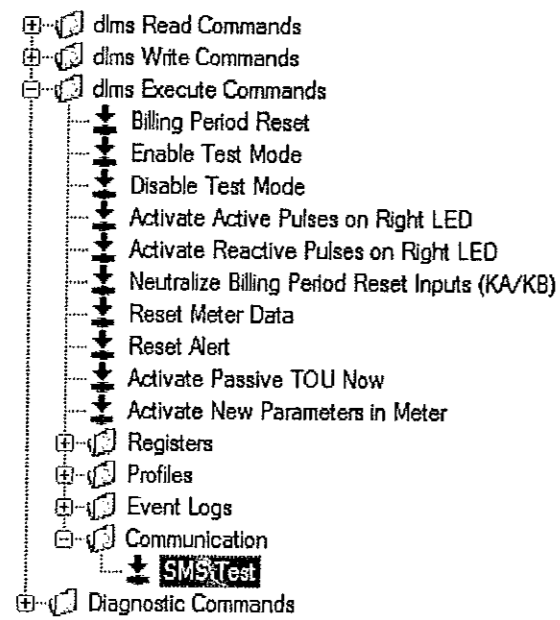 dlms Read Commands
dlms Write Commands
dlms Execute Commands
Billing Period Reset
Enable Test Mode
Disable Test Mode
Activate Active Pulses on Right LED
Activate Reactive Pulses on Right LED
Neutralize Billing Period Reset Inputs (KA/KB)
Reset Meter Data
Reset Alert
Activate Passive TOU Now
Activate New Parameters in Meter
Registers
Profiles
Event Logs
Communication
SMS Test
Diagnostic Commands